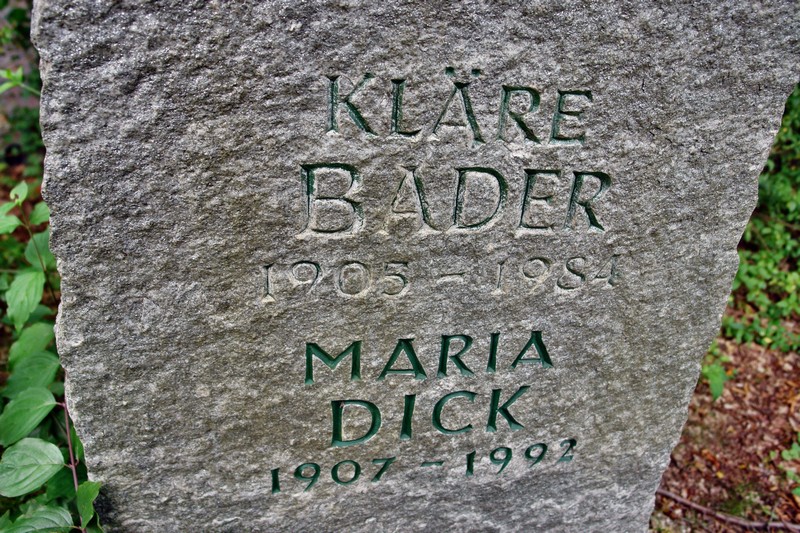 KLÄRE
BADER
1905 – 1984
MARIA
DICK
1907 – 1992